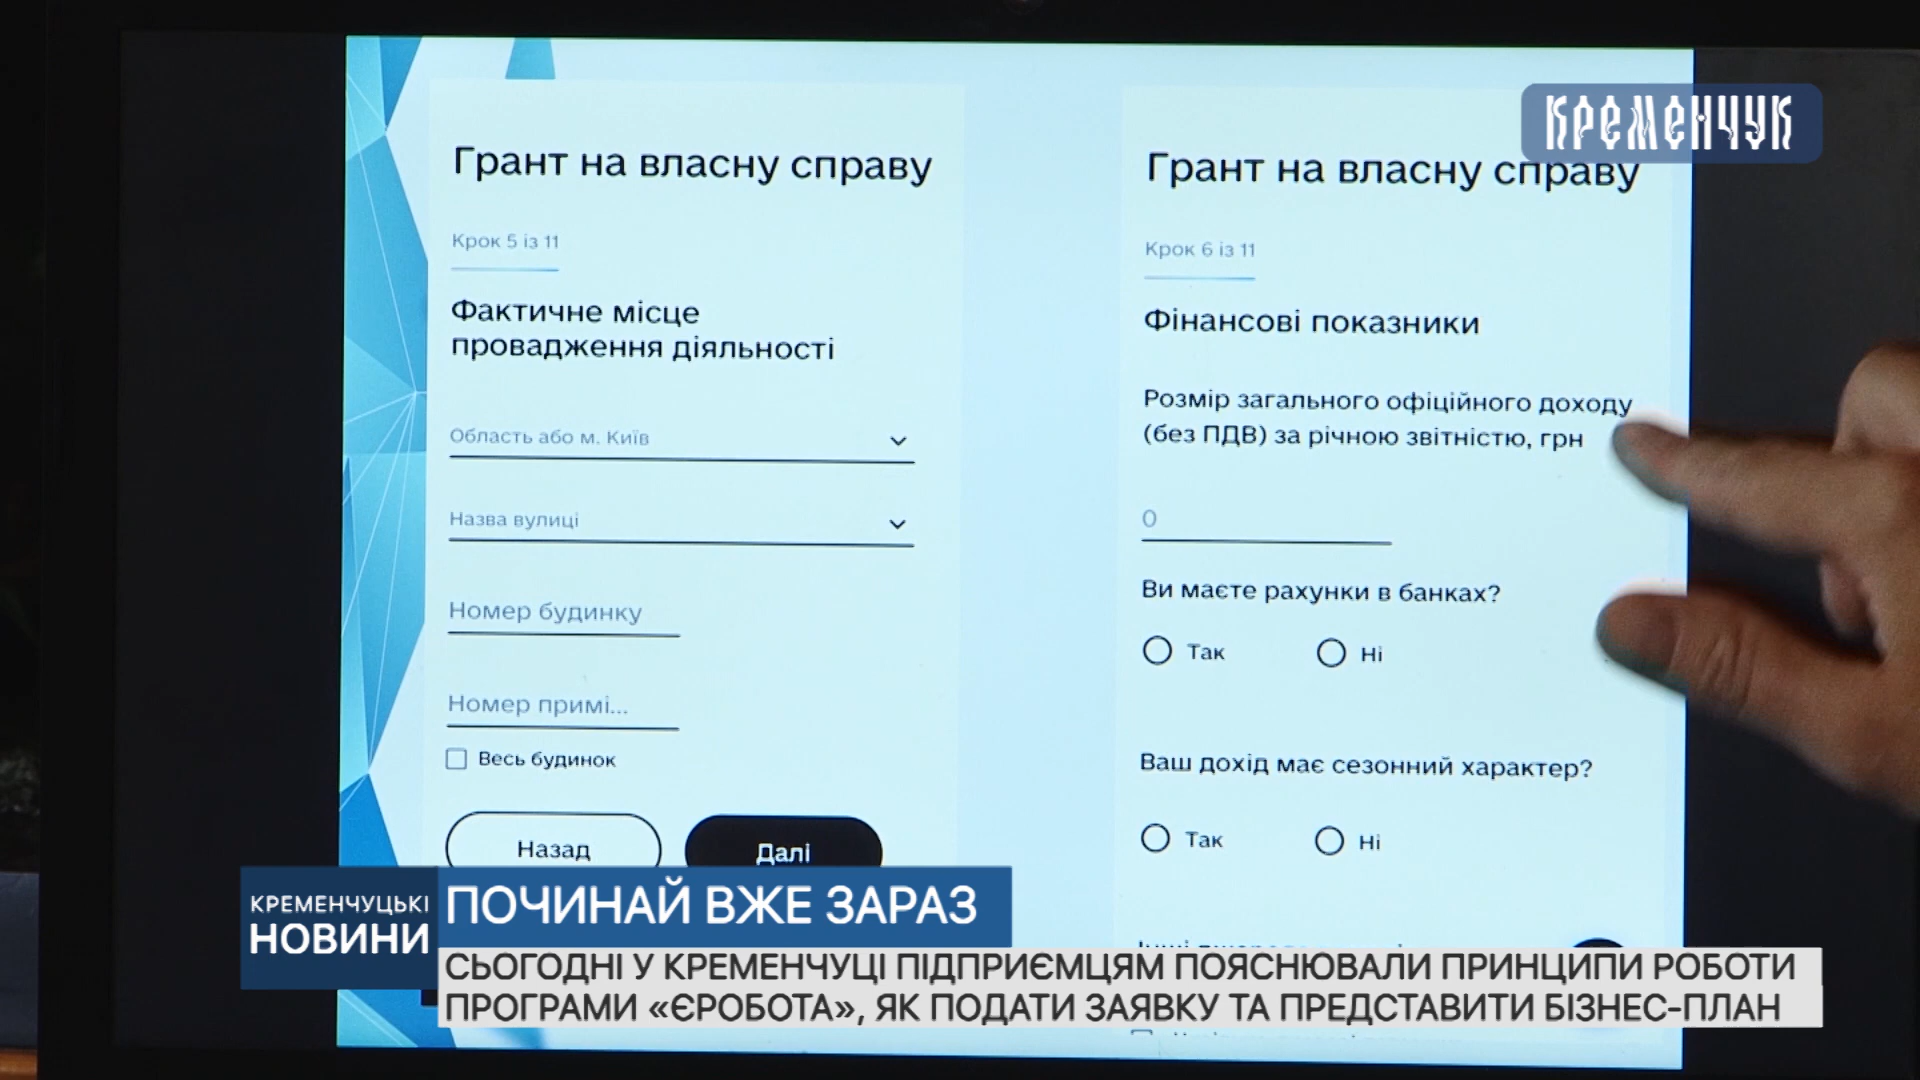 КРЕМЕНЧУК
Грант на власну справу
Крок 5 із 11
Фактичне місце
провадження діяльності
Область або м. Київ
Назва вулиці
Номер будинку
Номер примі...
Весь будинок
Назад
Далі
Грант на власну справу
Крок 6 із 11
Фінансові показники
Розмір загального офіційного доходу
(без ПДВ) за річною звітністю, грн
0
Ви маєте рахунки в банках?
Так
Ні
Ваш дохід має сезонний характер?
Так
Ні
КРЕМЕНЧУЦЬКІ
НОВИНИ
ПОЧИНАЙ ВЖЕ ЗАРАЗ
СЬОГОДНІ У КРЕМЕНЧУЦІ ПІДПРИЄМЦЯМ ПОЯСНЮВАЛИ ПРИНЦИПИ РОБОТИ
ПРОГРАМИ «ЄРОБОТА», ЯК ПОДАТИ ЗАЯВКУ ТА ПРЕДСТАВИТИ БІЗНЕС-ПЛАН